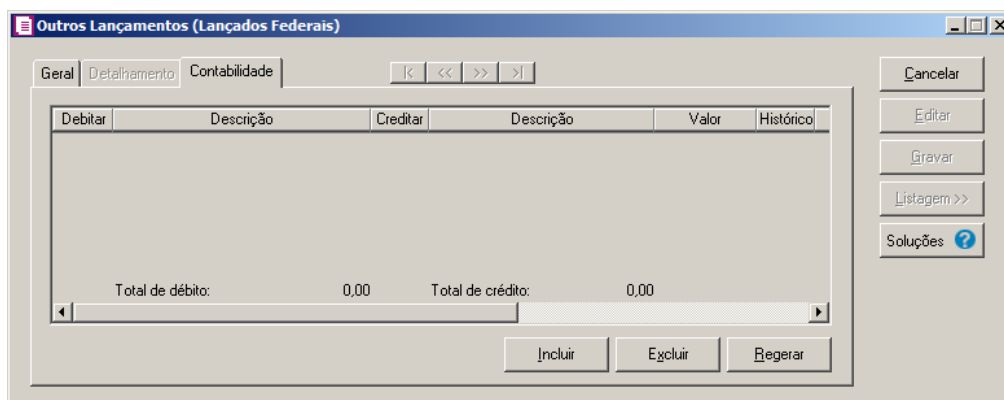 Outros Lançamentos (Lançados Federais)
Geral Detalhamento Contabilidade |< << >> >| Cancelar
Debitar Descrição Creditar Descrição Valor Histórico Editar
Gravar
Listagem >>
Soluções ?
Total de débito: 0,00 Total de crédito: 0,00
Incluir Excluir Regerar